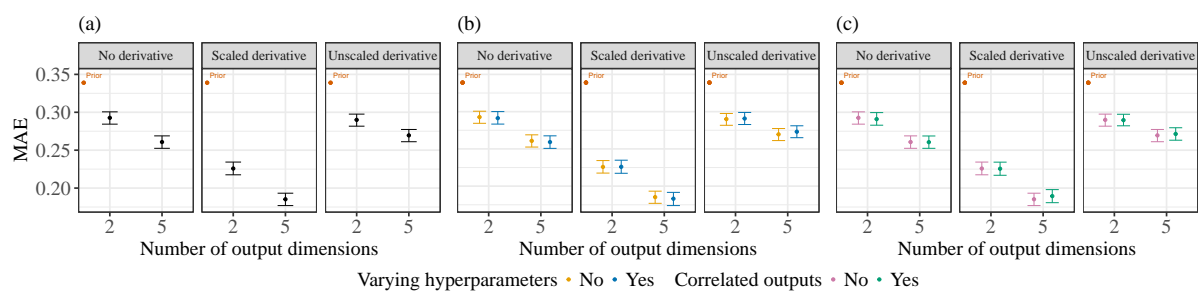 (a) (b) (c)
No derivative Scaled derivative Unscaled derivative No derivative Scaled derivative Unscaled derivative No derivative Scaled derivative Unscaled derivative
Prior Prior Prior Prior Prior Prior Prior Prior Prior
0.35
0.30
0.25
0.20
MAE
2 5 2 5 2 5 2 5 2 5 2 5 2 5 2 5 2 5
Number of output dimensions Number of output dimensions Number of output dimensions
Varying hyperparameters No Yes Correlated outputs No Yes